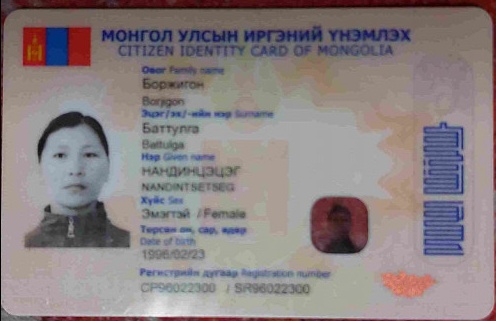 МОНГОЛ УЛСЫН ИРГЭНИЙ ҮНЭМЛЭХ
CITIZEN IDENTITY CARD OF MONGOLIA
Овог Family name
Боржигон
Borjgon
Эцэг/эх/-ийн нэр Surname
Баттулга
Battulga
Нэр Given name
НАНДИНЦЭЦЭГ
NANDINTSETSEG
Хүйс Sex
Эмэгтэй / Female
Төрсөн он, сар, өдөр
Date of birth
1996/02/23
Регистрийн дугаар Registration number
СР96022300 / SR96022300